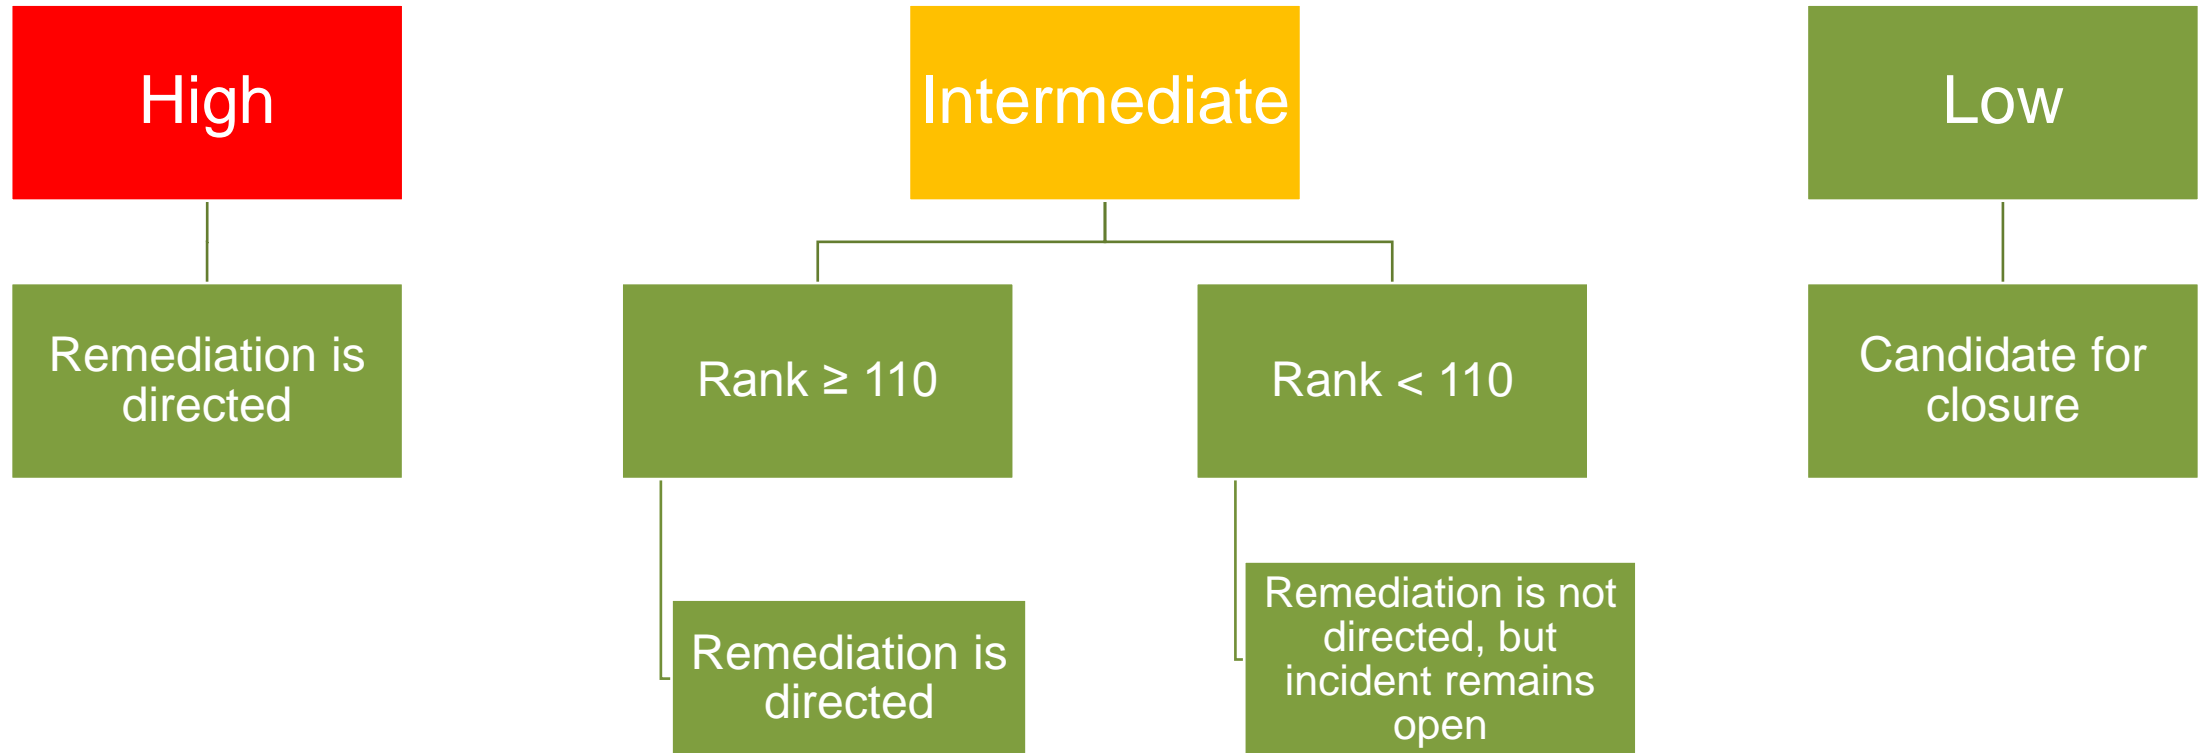 High
Intermediate
Low
Remediation is
directed
Rank ≥ 110
Rank < 110
Candidate for
closure
Remediation is
directed
Remediation is not
directed, but
incident remains
open